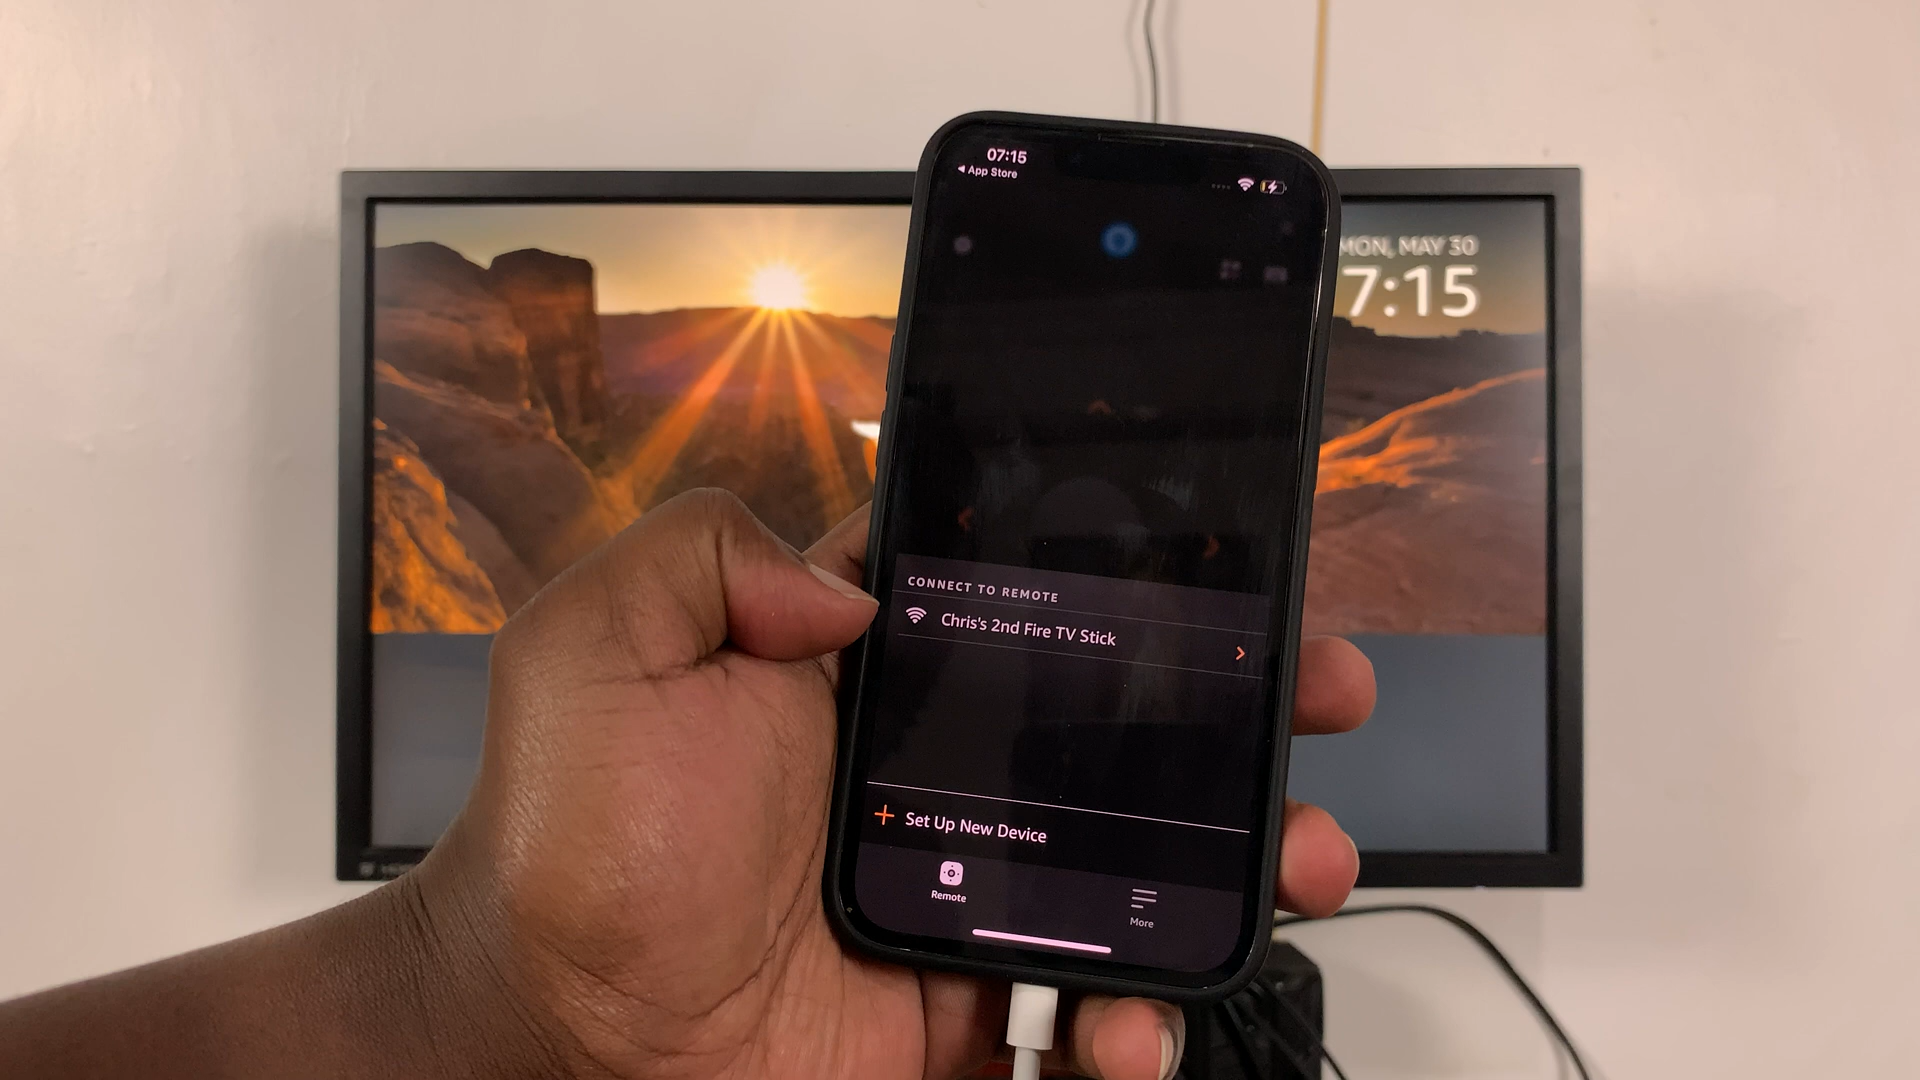 07:15
◀ App Store
MON, MAY 30
7:15
CONNECT TO REMOTE
Chris's 2nd Fire TV Stick
Set Up New Device
Remote
More